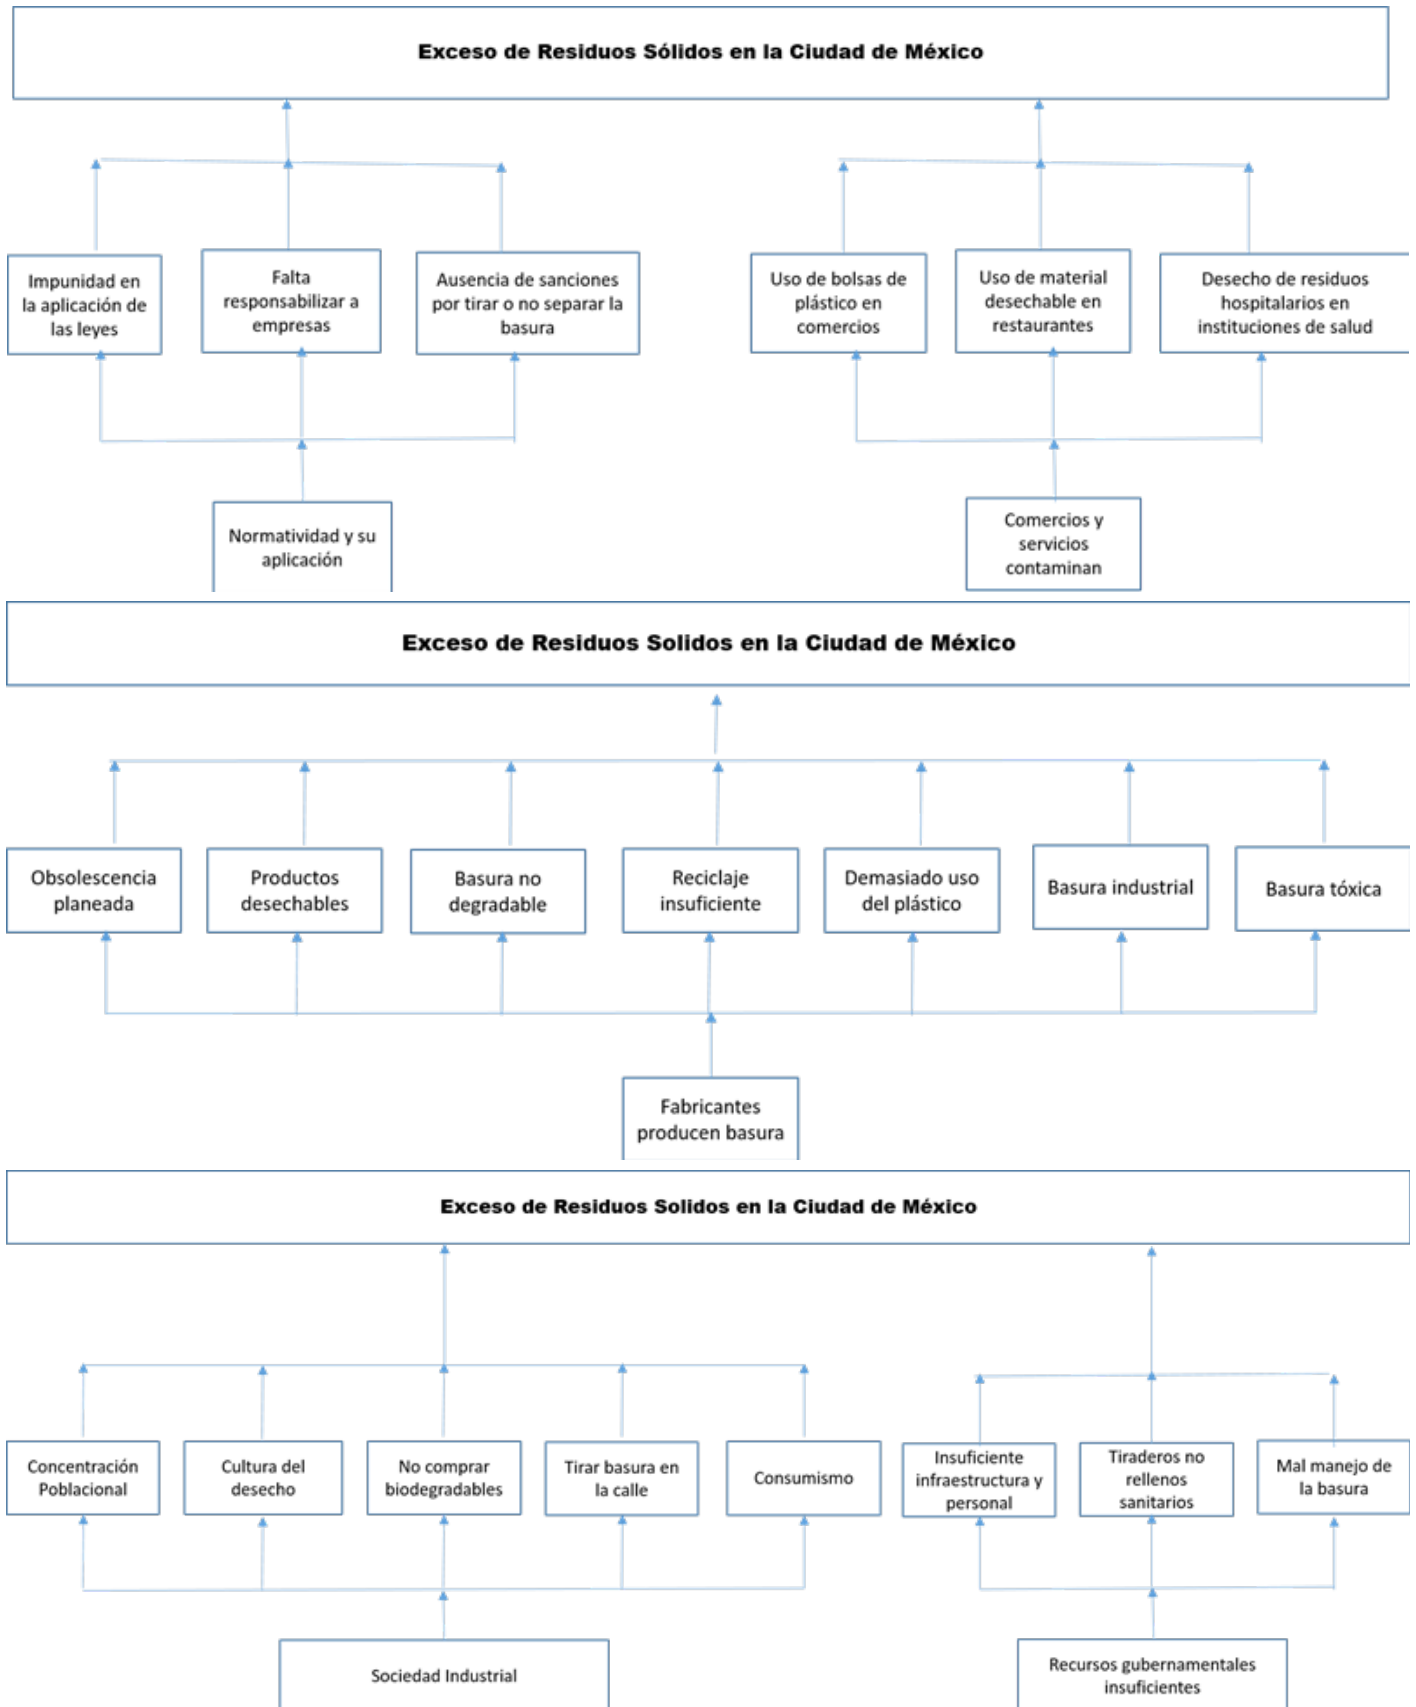 Exceso de Residuos Sólidos en la Ciudad de México
Impunidad en
la aplicación de
las leyes
Falta
responsabilizar a
empresas
Ausencia de sanciones
por tirar o no separar la
basura
Uso de bolsas de
plástico en
comercios
Uso de material
desechable en
restaurantes
Desecho de residuos
hospitalarios en
instituciones de salud
Normatividad y su
aplicación
Comercios y
servicios
contaminan
Exceso de Residuos Solidos en la Ciudad de México
Obsolescencia
planeada
Productos
desechables
Basura no
degradable
Reciclaje
insuficiente
Demasiado uso
del plástico
Basura industrial
Basura tóxica
Fabricantes
producen basura
Exceso de Residuos Solidos en la Ciudad de México
Concentración
Poblacional
Cultura del
desecho
No comprar
biodegradables
Tirar basura en
la calle
Consumismo
Insuficiente
infraestructura y
personal
Tiraderos no
rellenos
sanitarios
Mal manejo de
la basura
Sociedad Industrial
Recursos gubernamentales
insuficientes